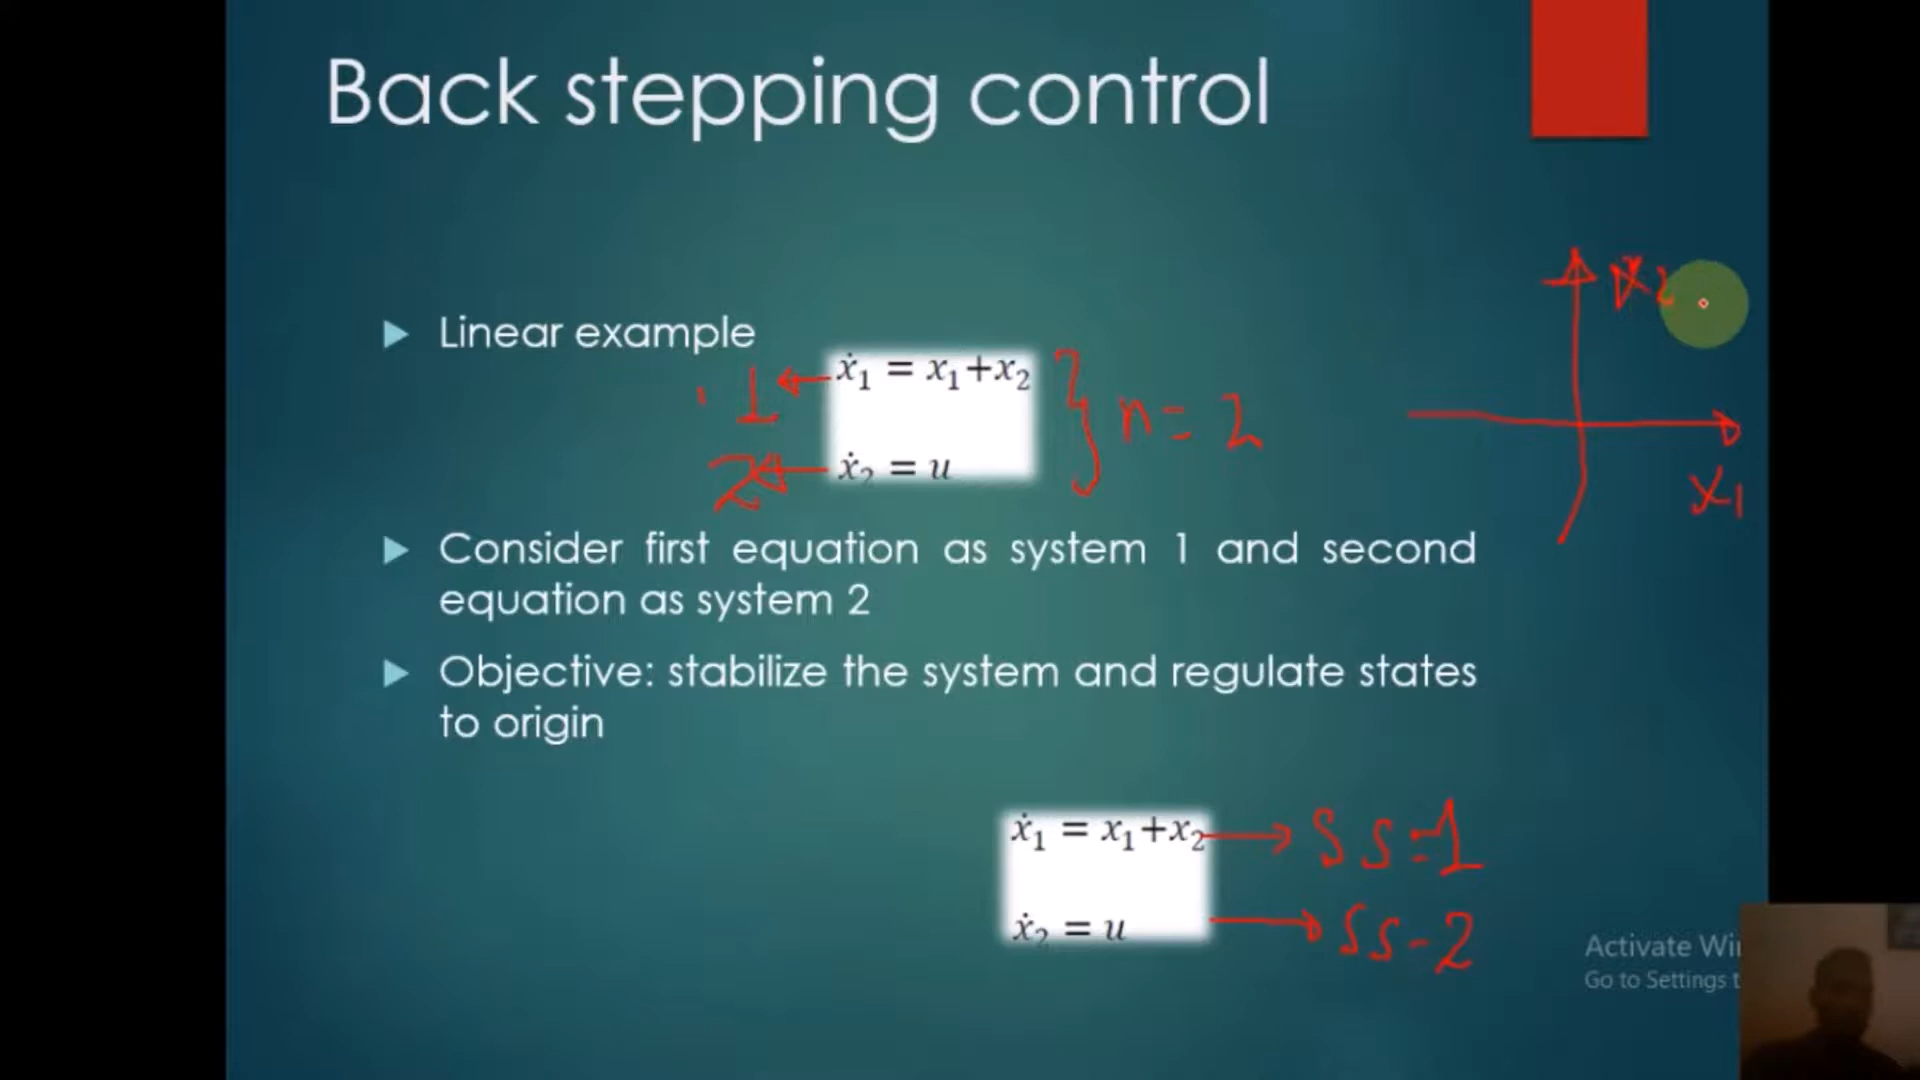 Back stepping control
Linear example
ẋ₁ = x₁+x₂
1
n = 2
ẋ₂ = u
2
x₂
x₁
Consider first equation as system 1 and second
equation as system 2
Objective: stabilize the system and regulate states
to origin
ẋ₁ = x₁+x₂
SS=1
ẋ₂ = u
SS-2
Activate Wi
Go to Settings t